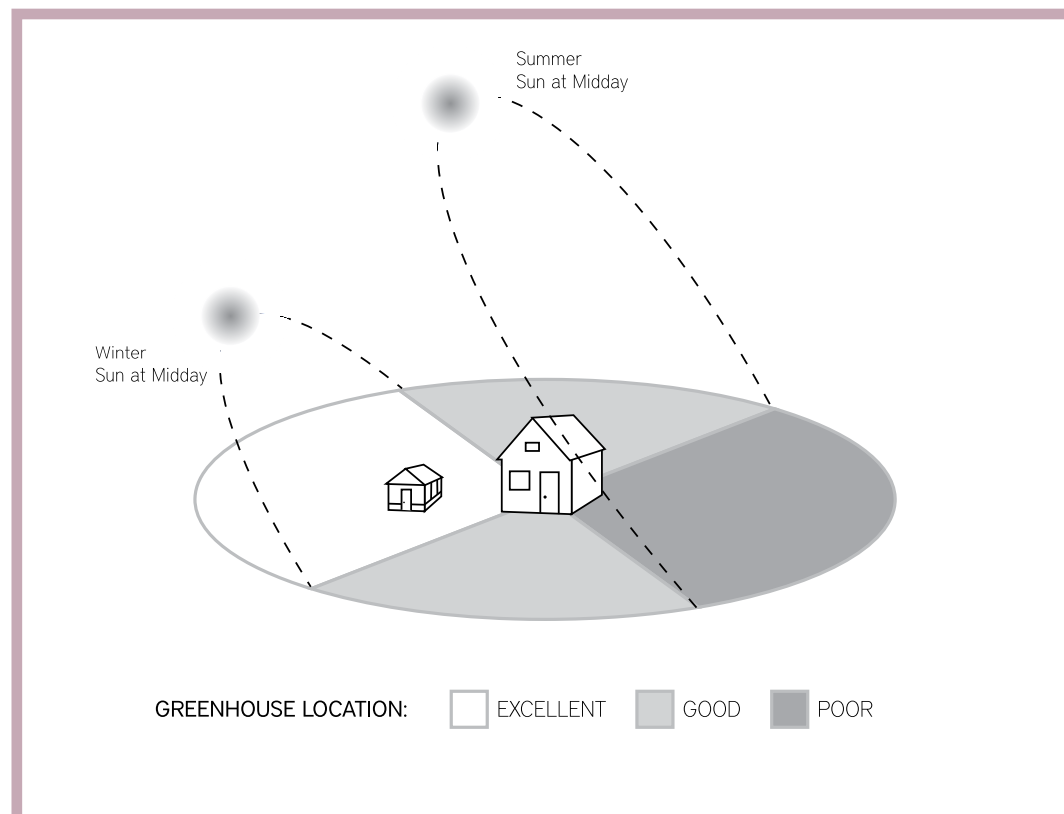 Summer
Sun at Midday
Winter
Sun at Midday
GREENHOUSE LOCATION: EXCELLENT GOOD POOR